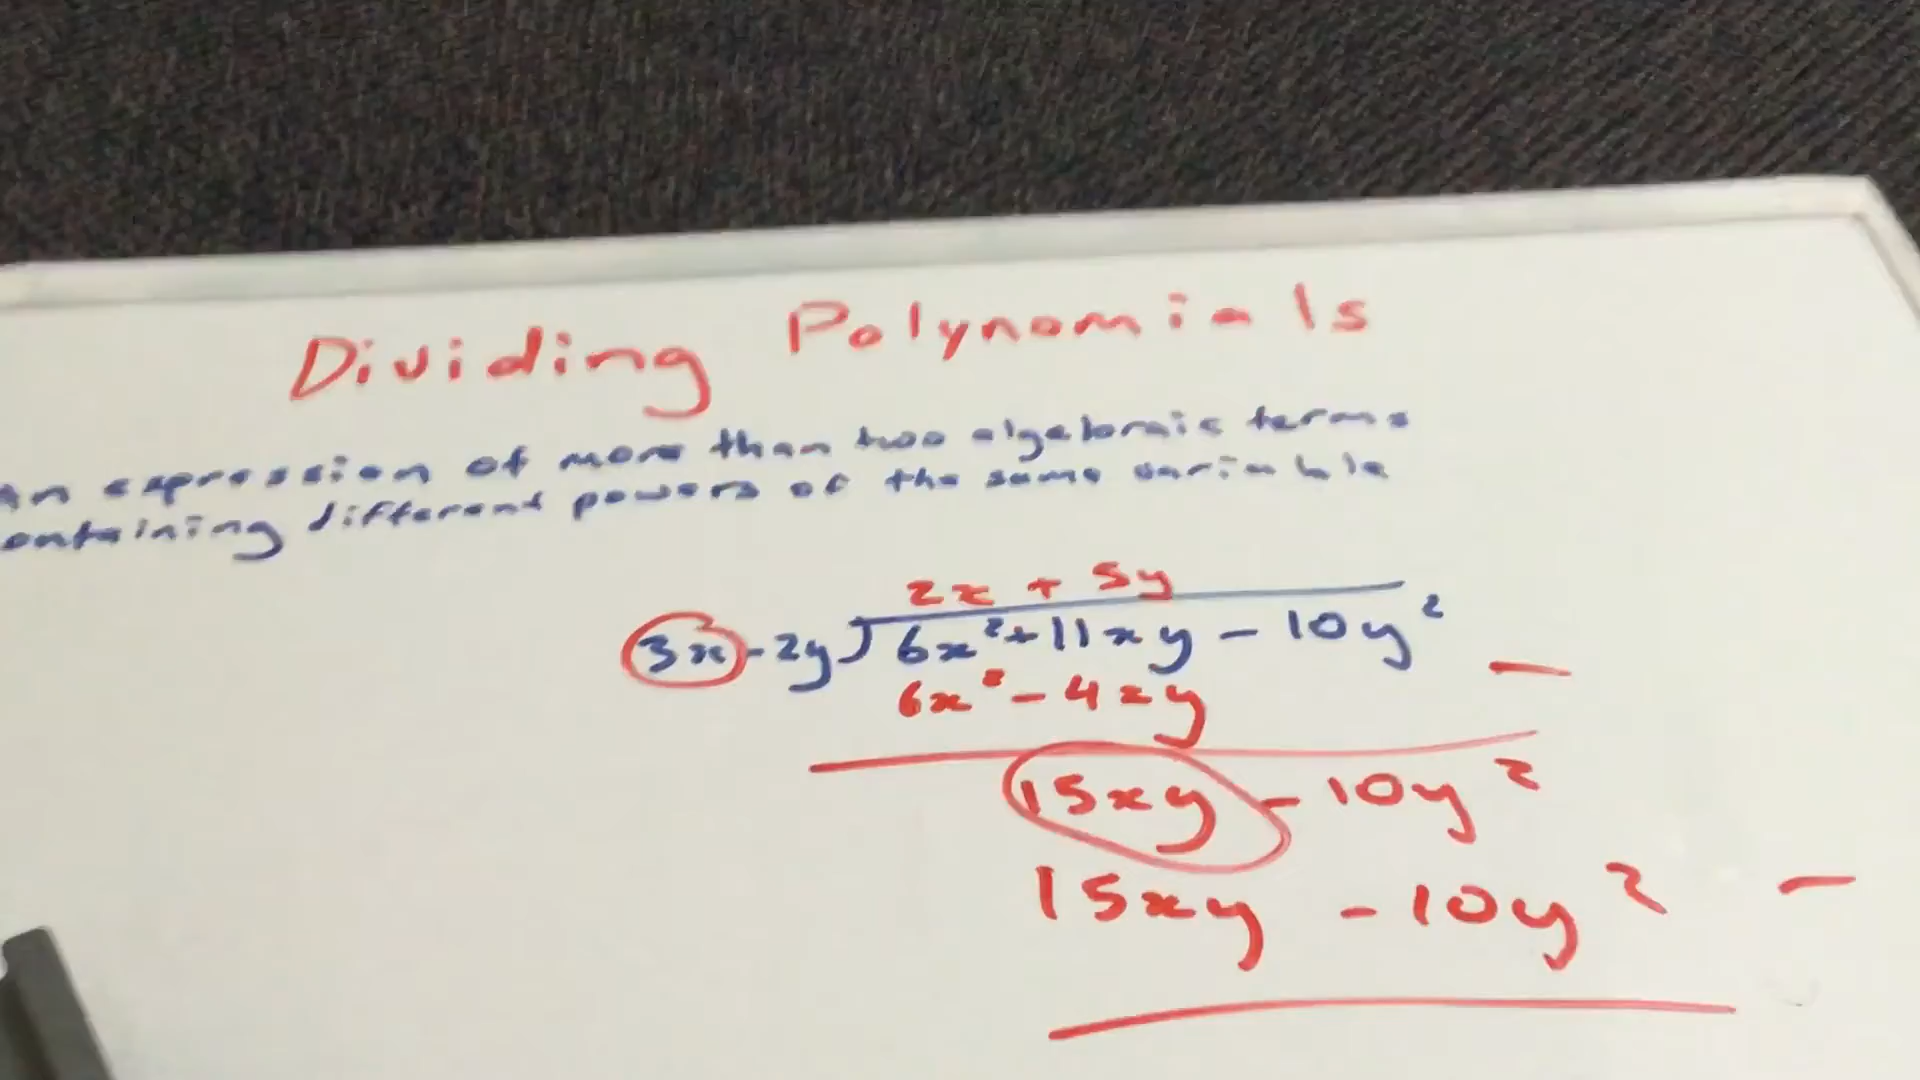 Dividing Polynomials
an expression of more than two algebraic terms
ontaining different powers of the same variable
2x + 5y
3x - 2y ) 6x² + 11xy - 10y²
6x² - 4xy -
15xy - 10y²
15xy - 10y² -